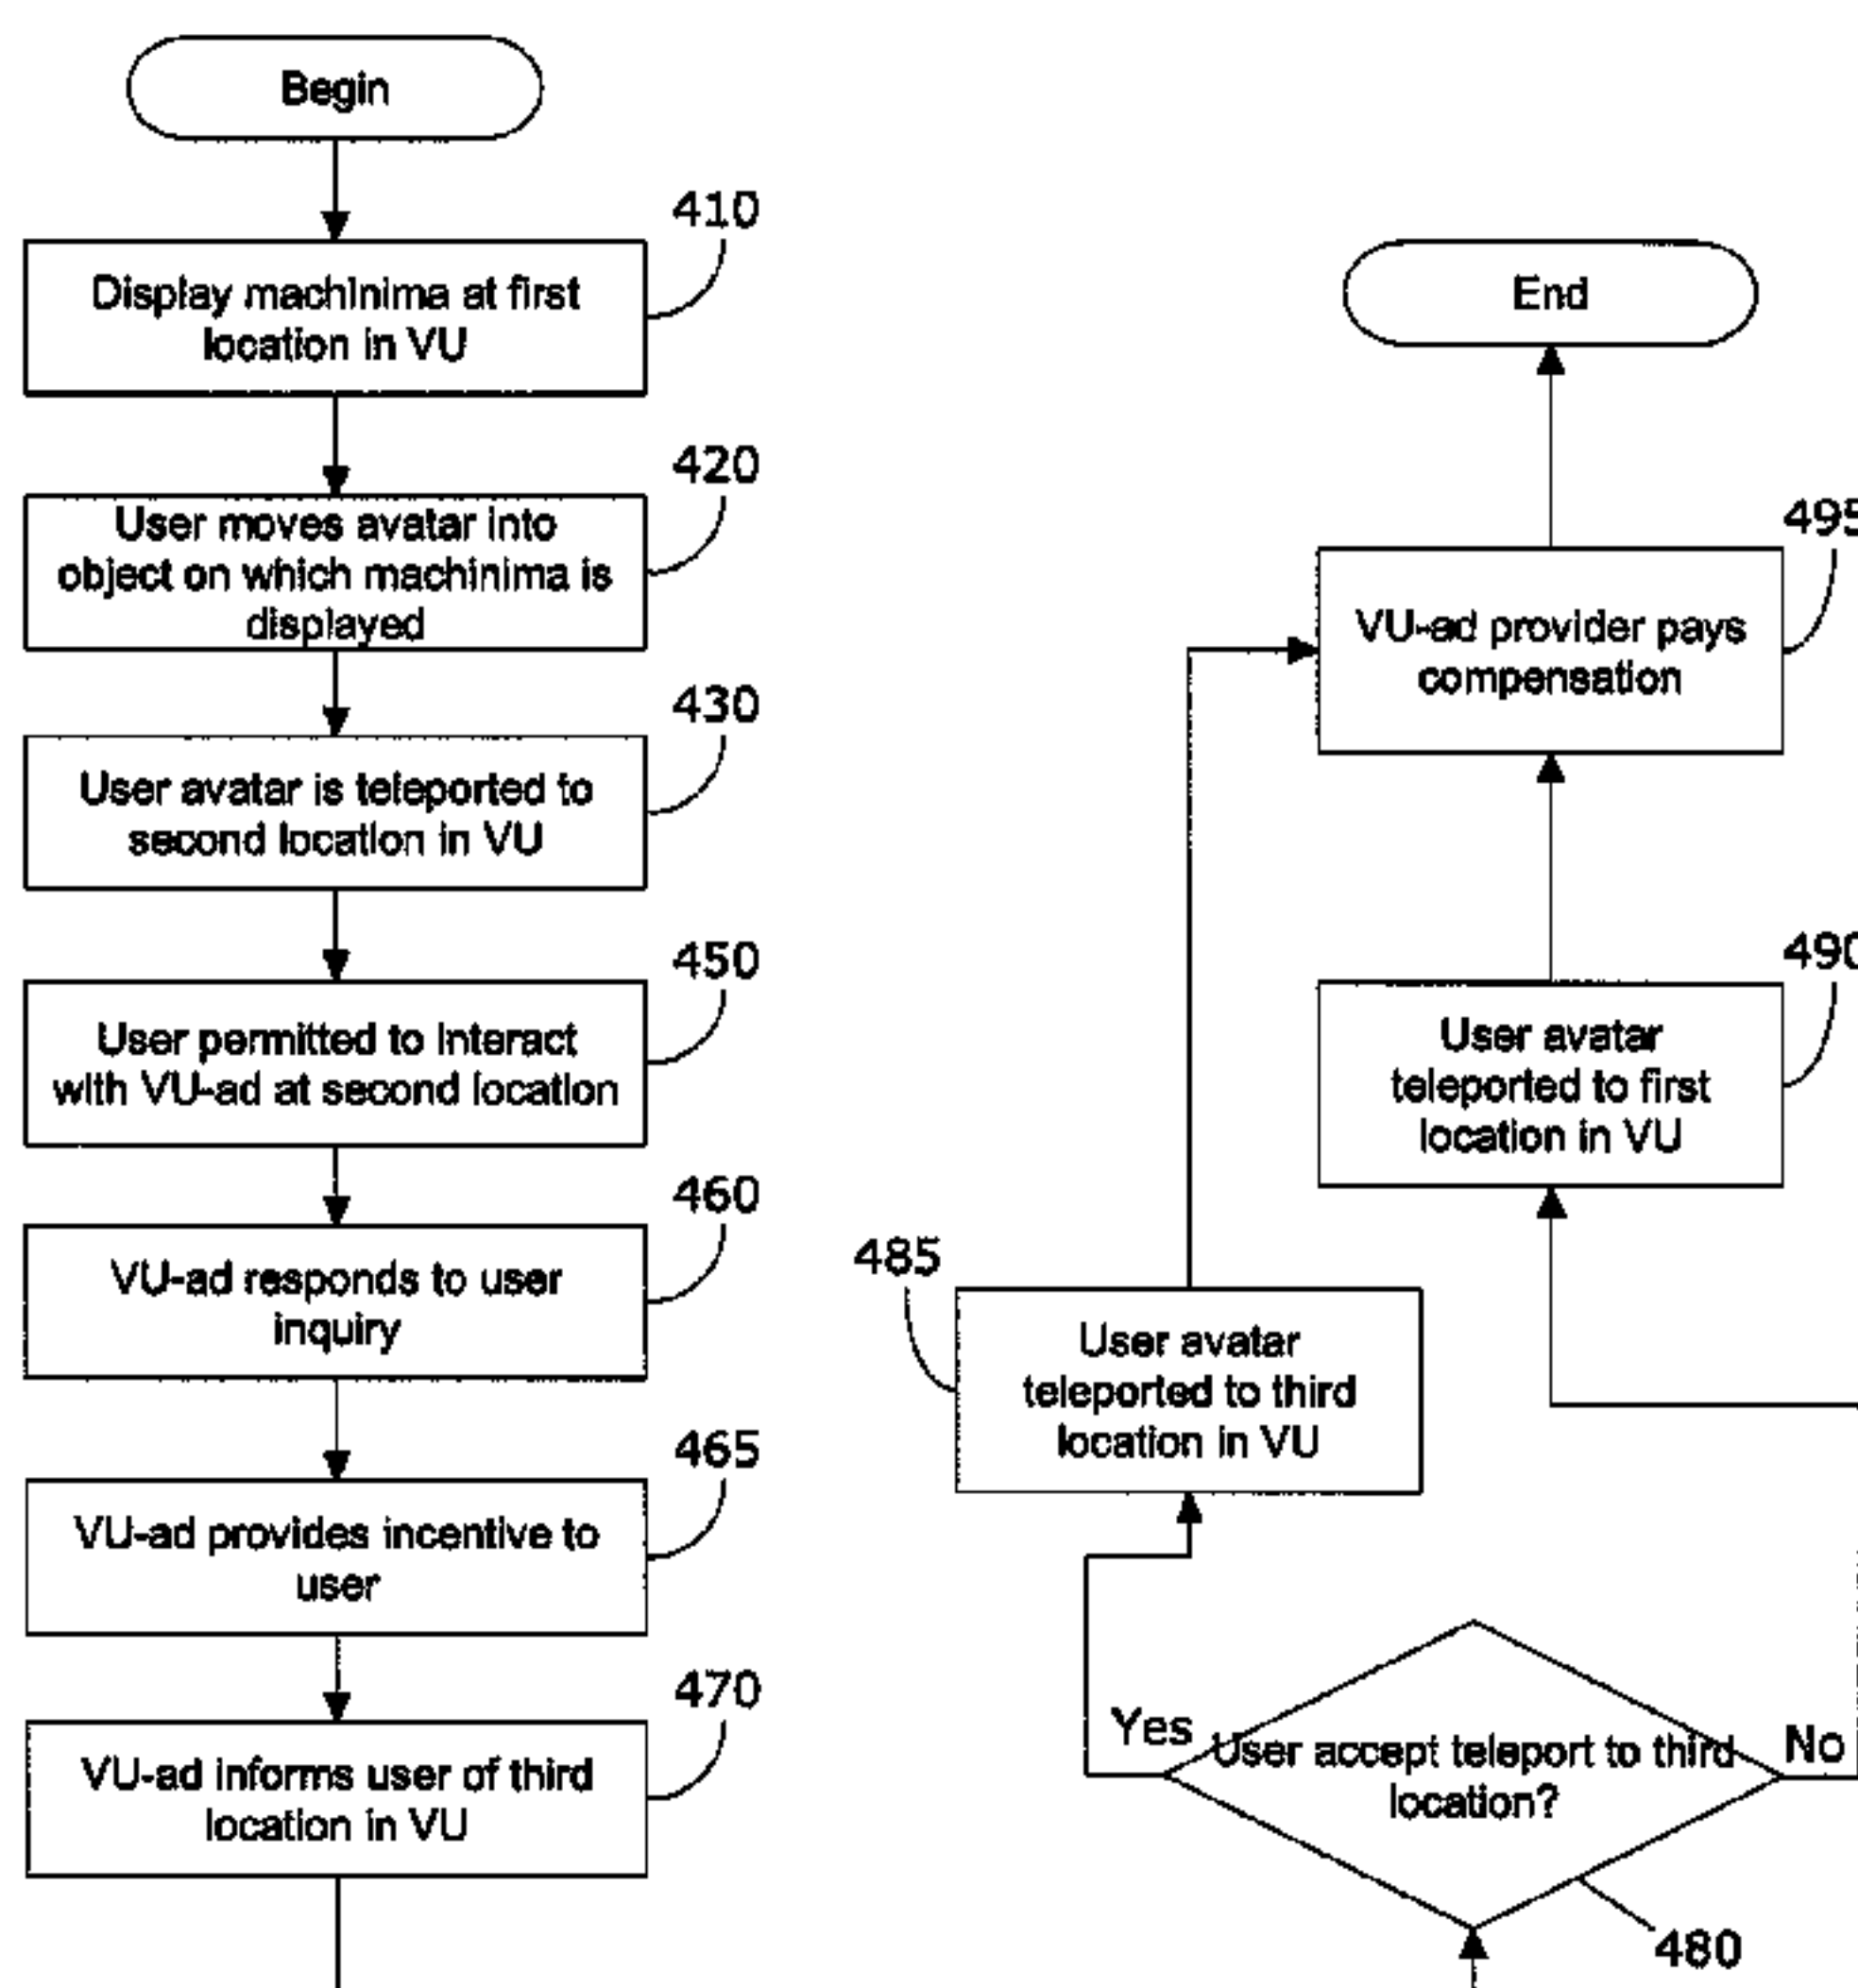 Begin
410
Display machinima at first
location in VU
420
User moves avatar into
object on which machinima is
displayed
430
User avatar is teleported to
second location in VU
450
User permitted to interact
with VU-ad at second location
460
VU-ad responds to user
inquiry
465
VU-ad provides incentive to
user
470
VU-ad informs user of third
location in VU
End
495
VU-ad provider pays
compensation
490
User avatar
teleported to first
location in VU
485
User avatar
teleported to third
location in VU
Yes
User accept teleport to third
location?
No
480